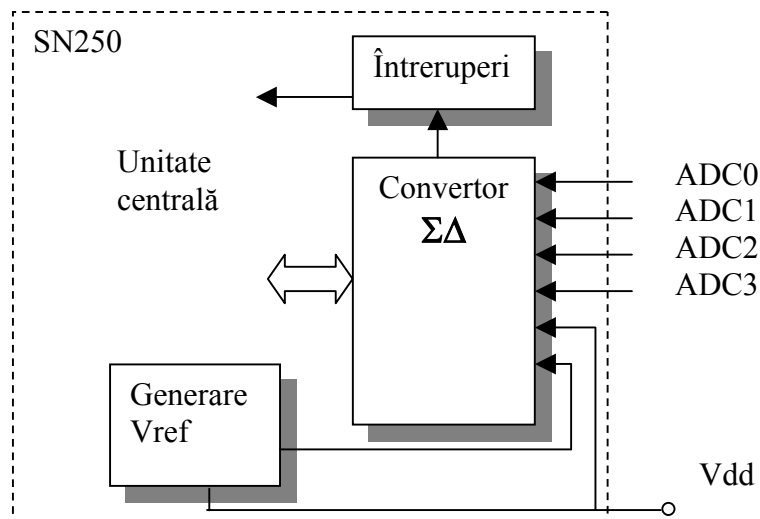 SN250
Întreruperi
Unitate
centrală
Convertor
ΣΔ
ADC0
ADC1
ADC2
ADC3
Generare
Vref
Vdd